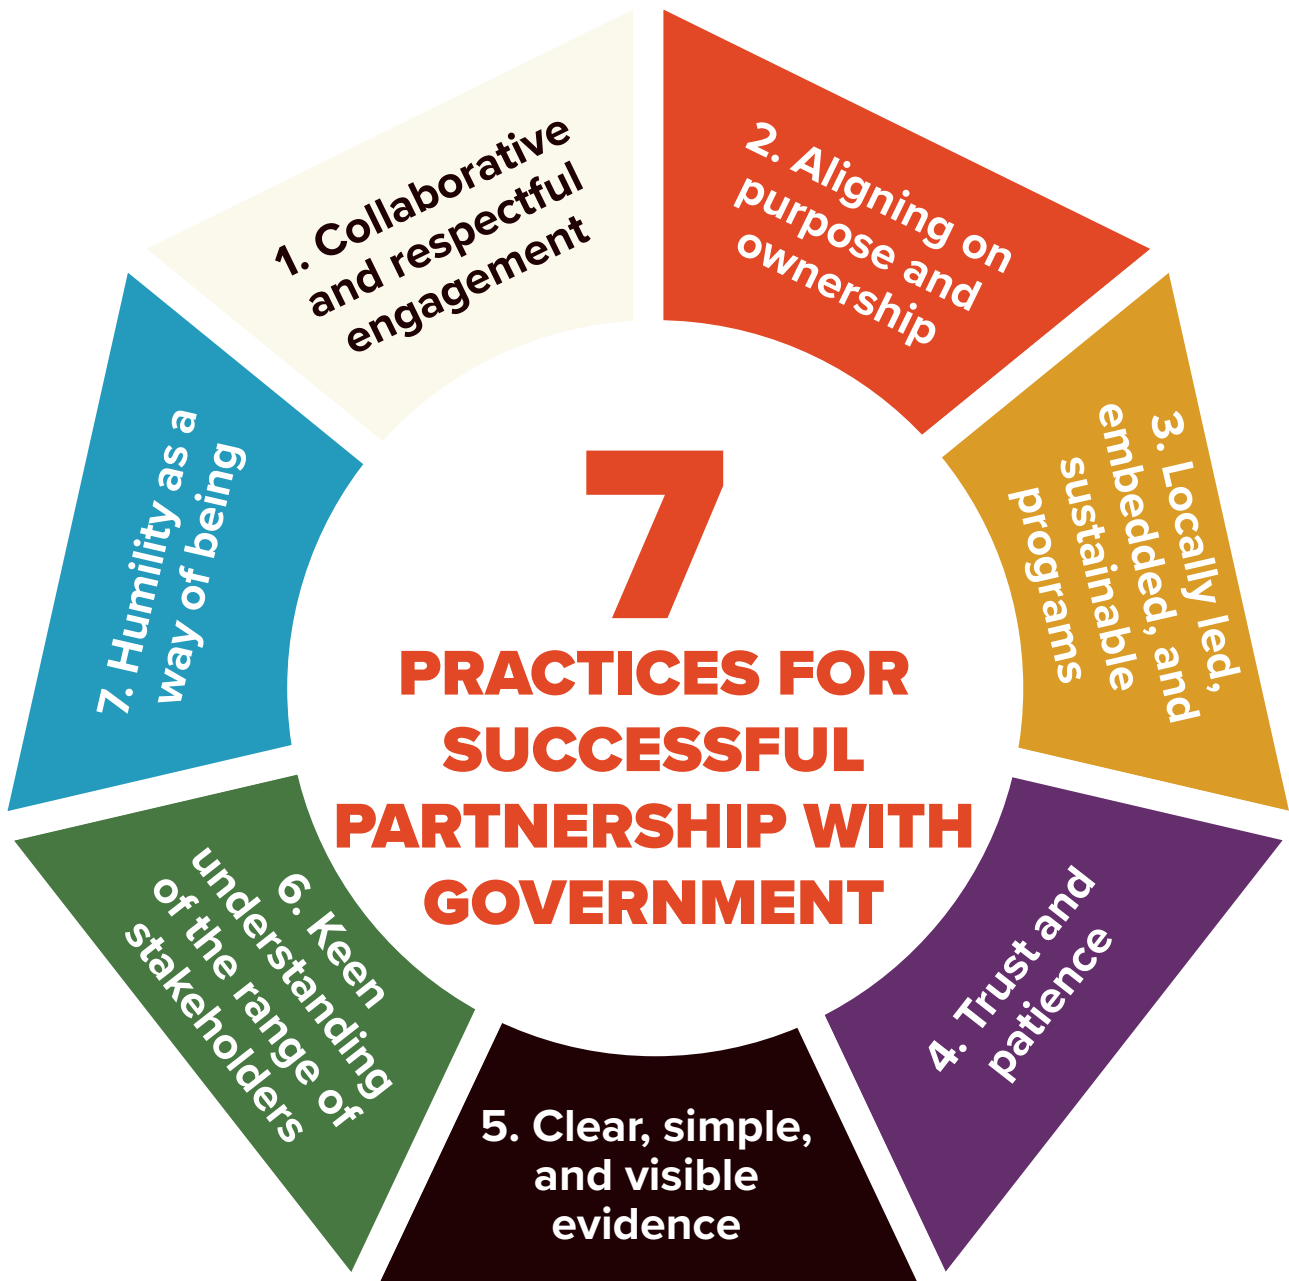 7
PRACTICES FOR
SUCCESSFUL
PARTNERSHIP WITH
GOVERNMENT
1. Collaborative
and respectful
engagement
2. Aligning on
purpose and
ownership
3. Locally led,
embedded, and
sustainable
programs
4. Trust and
patience
5. Clear, simple,
and visible
evidence
6. Keen
understanding
of the range of
stakeholders
7. Humility as a
way of being